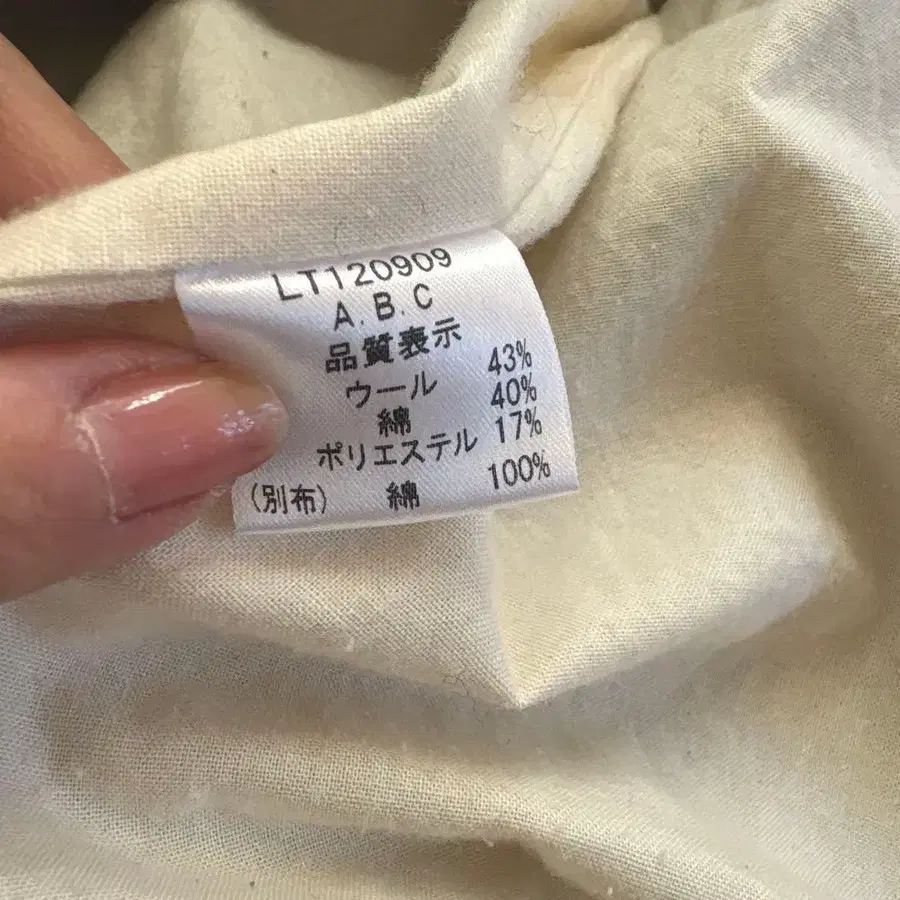 LT120909
A.B.C
品質表示
ウール 43%
綿 40%
ポリエステル 17%
(別布) 綿 100%